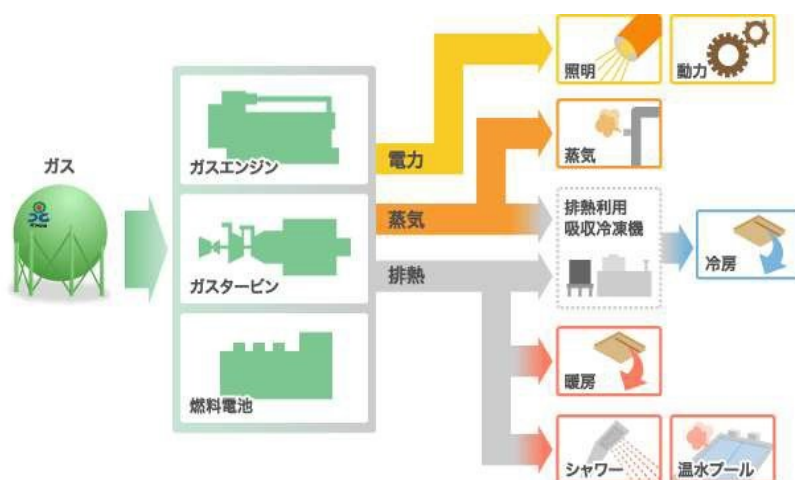 ガス
ガスエンジン
ガスタービン
燃料電池
電力
蒸気
排熱
照明
動力
蒸気
排熱利用
吸収冷凍機
冷房
暖房
シャワー
温水プール